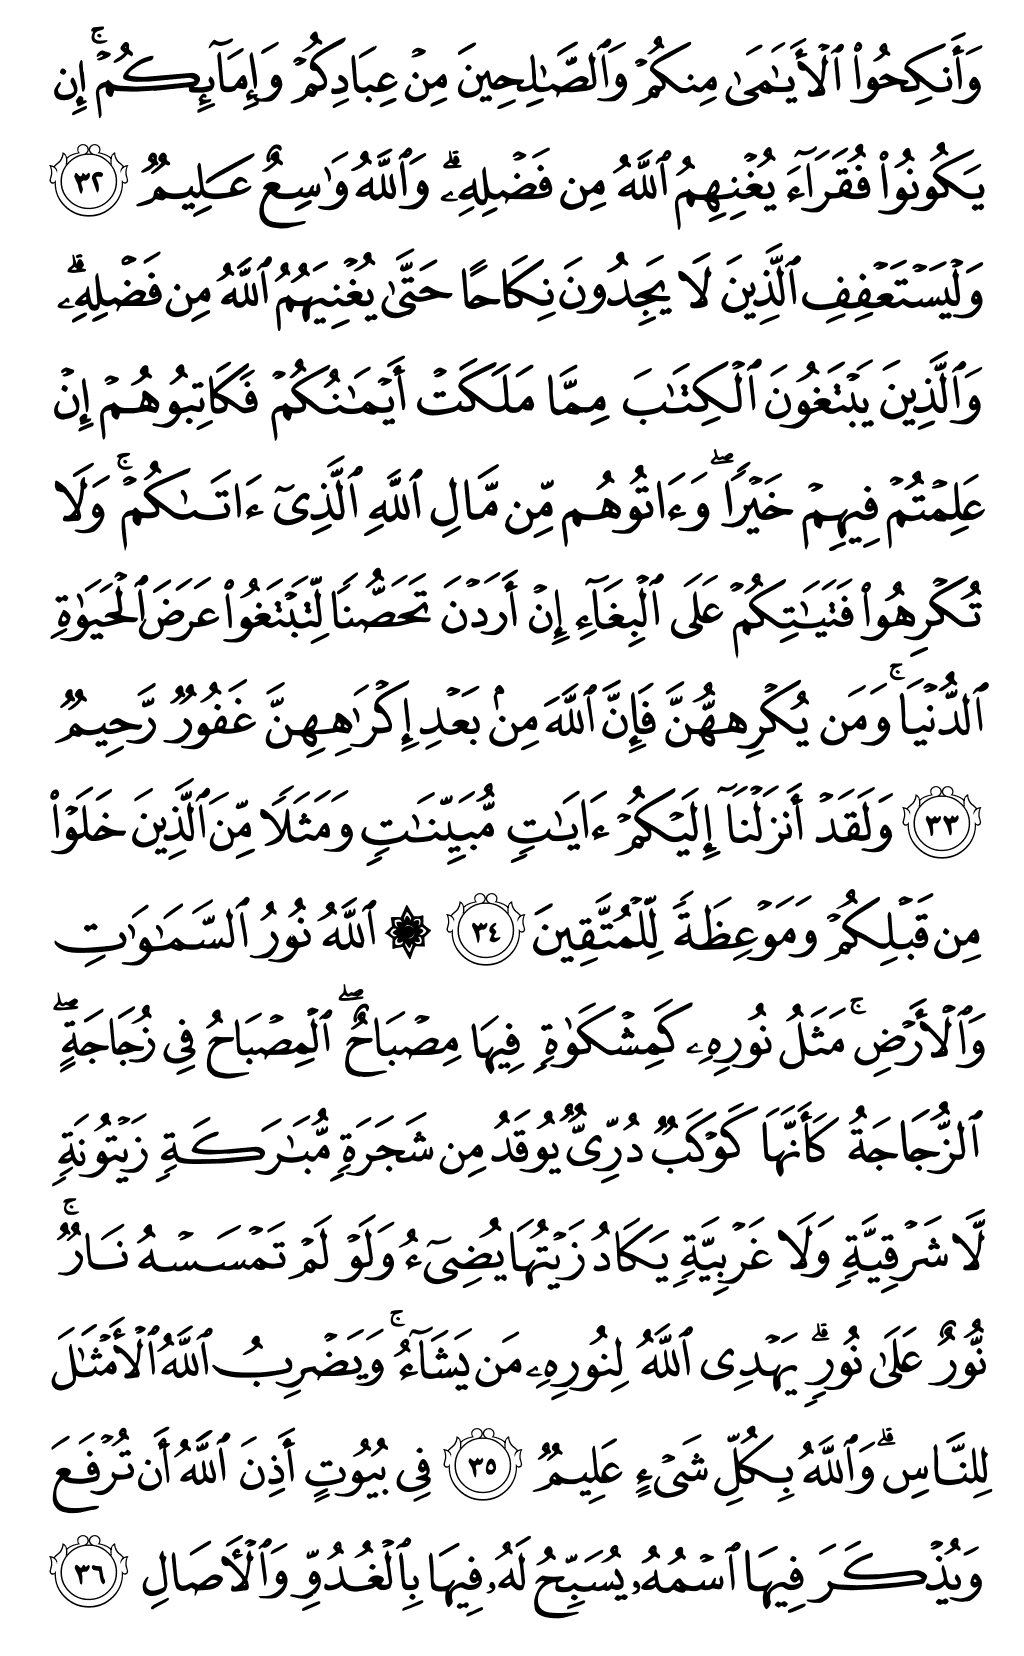 وَأَنكِحُوا۟ ٱلْأَيَـٰمَىٰ مِنكُمْ وَٱلصَّـٰلِحِينَ مِنْ عِبَادِكُمْ وَإِمَآئِكُمْ ۚ إِن
يَكُونُوا۟ فُقَرَآءَ يُغْنِهِمُ ٱللَّهُ مِن فَضْلِهِۦ ۗ وَٱللَّهُ وَٰسِعٌ عَلِيمٌ ٣٢
وَلْيَسْتَعْفِفِ ٱلَّذِينَ لَا يَجِدُونَ نِكَاحًا حَتَّىٰ يُغْنِيَهُمُ ٱللَّهُ مِن فَضْلِهِۦ ۗ
وَٱلَّذِينَ يَبْتَغُونَ ٱلْكِتَـٰبَ مِمَّا مَلَكَتْ أَيْمَـٰنُكُمْ فَكَاتِبُوهُمْ إِنْ
عَلِمْتُمْ فِيهِمْ خَيْرًا ۖ وَءَاتُوهُم مِّن مَّالِ ٱللَّهِ ٱلَّذِىٓ ءَاتَىٰكُمْ ۚ وَلَا
تُكْرِهُوا۟ فَتَيَـٰتِكُمْ عَلَى ٱلْبِغَآءِ إِنْ أَرَدْنَ تَحَصُّنًا لِّتَبْتَغُوا۟ عَرَضَ ٱلْحَيَوٰةِ
ٱلدُّنْيَا ۚ وَمَن يُكْرِههُّنَّ فَإِنَّ ٱللَّهَ مِنۢ بَعْدِ إِكْرَٰهِهِنَّ غَفُورٌ رَّحِيمٌ
٣٣ وَلَقَدْ أَنزَلْنَآ إِلَيْكُمْ ءَايَـٰتٍ مُّبَيِّنَـٰتٍ وَمَثَلًا مِّنَ ٱلَّذِينَ خَلَوْا۟
مِن قَبْلِكُمْ وَمَوْعِظَةً لِّلْمُتَّقِينَ ٣٤ ۞ ٱللَّهُ نُورُ ٱلسَّمَـٰوَٰتِ
وَٱلْأَرْضِ ۚ مَثَلُ نُورِهِۦ كَمِشْكَوٰةٍ فِيهَا مِصْبَاحٌ ۖ ٱلْمِصْبَاحُ فِى زُجَاجَةٍ ۖ
ٱلزُّجَاجَةُ كَأَنَّهَا كَوْكَبٌ دُرِّىٌّ يُوقَدُ مِن شَجَرَةٍ مُّبَـٰرَكَةٍ زَيْتُونَةٍ
لَّا شَرْقِيَّةٍ وَلَا غَرْبِيَّةٍ يَكَادُ زَيْتُهَا يُضِىٓءُ وَلَوْ لَمْ تَمْسَسْهُ نَارٌ ۚ
نُّورٌ عَلَىٰ نُورٍ ۗ يَهْدِى ٱللَّهُ لِنُورِهِۦ مَن يَشَآءُ ۚ وَيَضْرِبُ ٱللَّهُ ٱلْأَمْثَـٰلَ
لِلنَّاسِ ۗ وَٱللَّهُ بِكُلِّ شَىْءٍ عَلِيمٌ ٣٥ فِى بُيُوتٍ أَذِنَ ٱللَّهُ أَن تُرْفَعَ
وَيُذْكَرَ فِيهَا ٱسْمُهُۥ يُسَبِّحُ لَهُۥ فِيهَا بِٱلْغُدُوِّ وَٱلْـَٔاصَالِ ٣٦